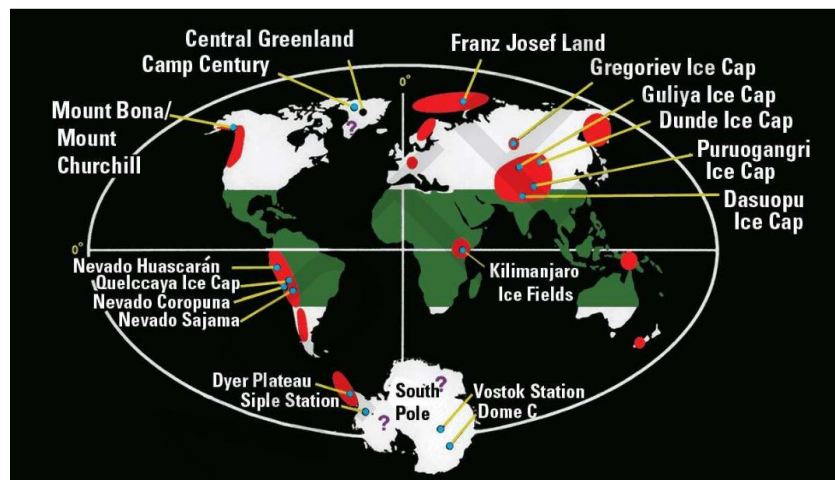 Central Greenland
Camp Century
Franz Josef Land
Gregoriev Ice Cap
Guliya Ice Cap
Dunde Ice Cap
Puruogangri
Ice Cap
Dasuopu
Ice Cap
Mount Bona/
Mount
Churchill
0°
?
0°
Nevado Huascarán
Quelccaya Ice Cap
Nevado Coropuna
Nevado Sajama
Kilimanjaro
Ice Fields
Dyer Plateau
Siple Station
South
Pole
?
?
Vostok Station
Dome C